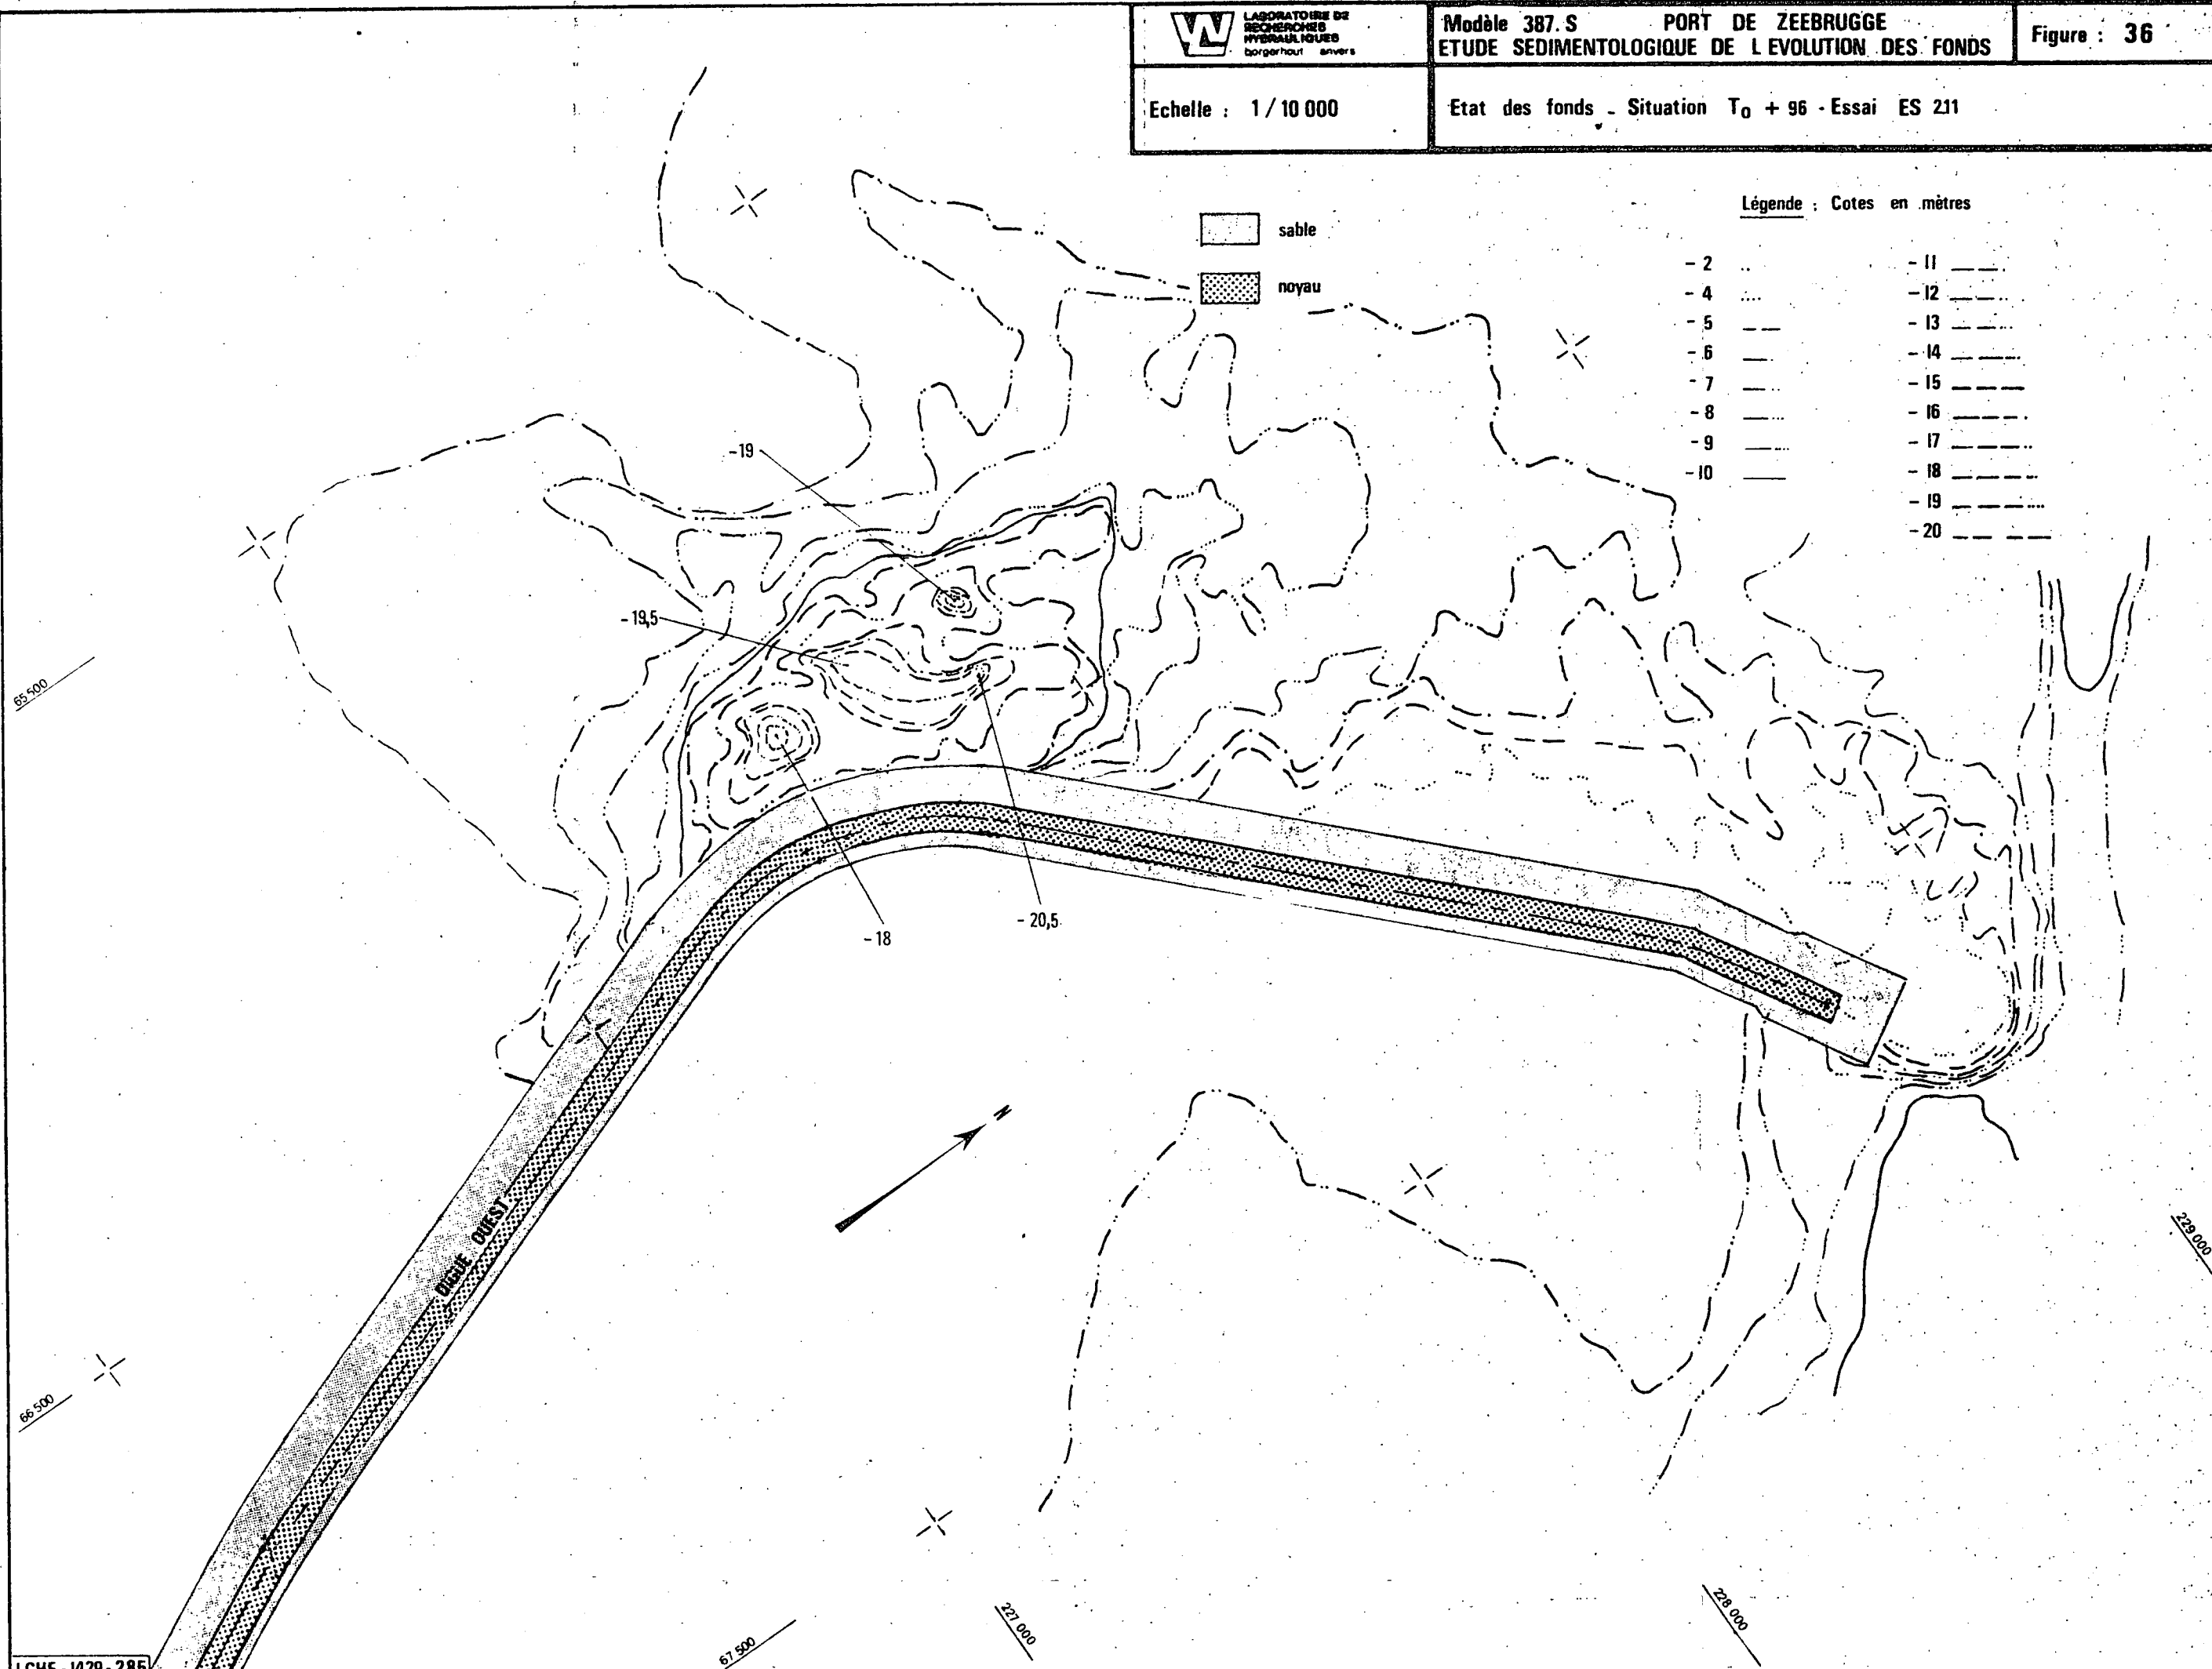 LABORATOIRE DE
RECHERCHES
HYDRAULIQUES
borgerhout anvers
Modèle 387. S PORT DE ZEEBRUGGE
ETUDE SEDIMENTOLOGIQUE DE L EVOLUTION DES FONDS
Figure : 36
Echelle : 1 / 10 000
Etat des fonds - Situation T0 + 96 - Essai ES 211
sable
noyau
Légende : Cotes en mètres
- 2
- 4
- 5
- 6
- 7
- 8
- 9
- 10
- 11
- 12
- 13
- 14
- 15
- 16
- 17
- 18
- 19
- 20
-19
-19,5
-18
-20,5
65 500
66 500
67 500
227 000
228 000
229 000
N
DIGUE OUEST
LCHF-1429-286